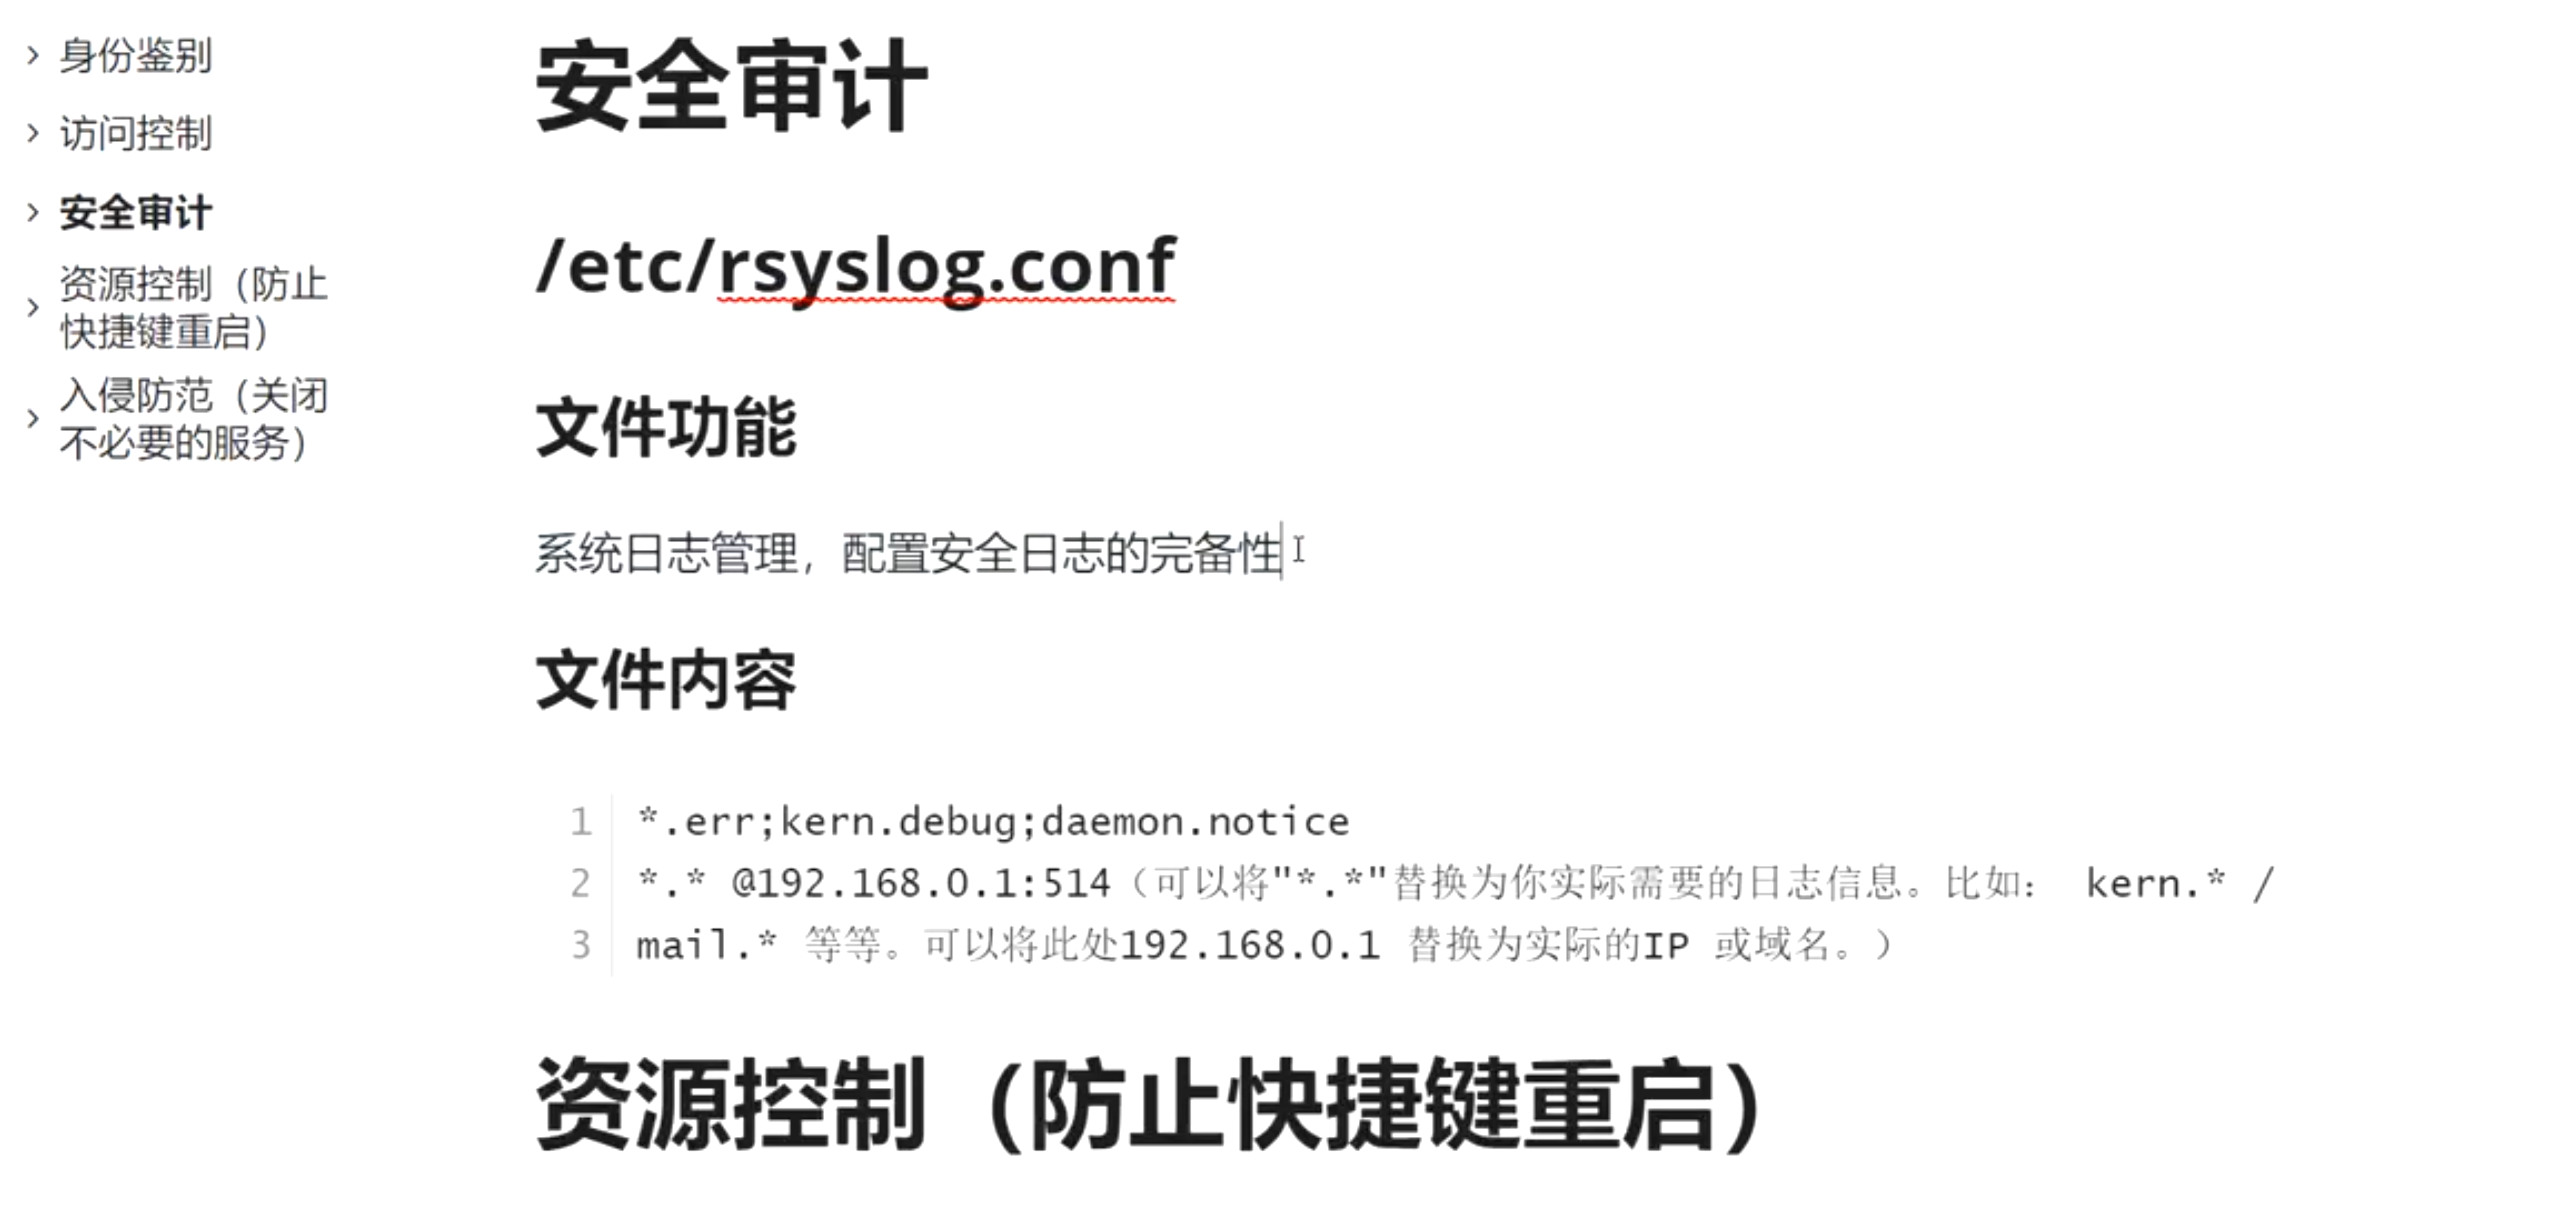 身份鉴别
访问控制
安全审计
资源控制（防止
快捷键重启）
入侵防范（关闭
不必要的服务）
安全审计
/etc/rsyslog.conf
文件功能
系统日志管理，配置安全日志的完备性
文件内容
1 *.err;kern.debug;daemon.notice
2 *.* @192.168.0.1:514（可以将"*.*"替换为你实际需要的日志信息。比如： kern.* /
3 mail.* 等等。可以将此处192.168.0.1 替换为实际的IP 或域名。）
资源控制（防止快捷键重启）